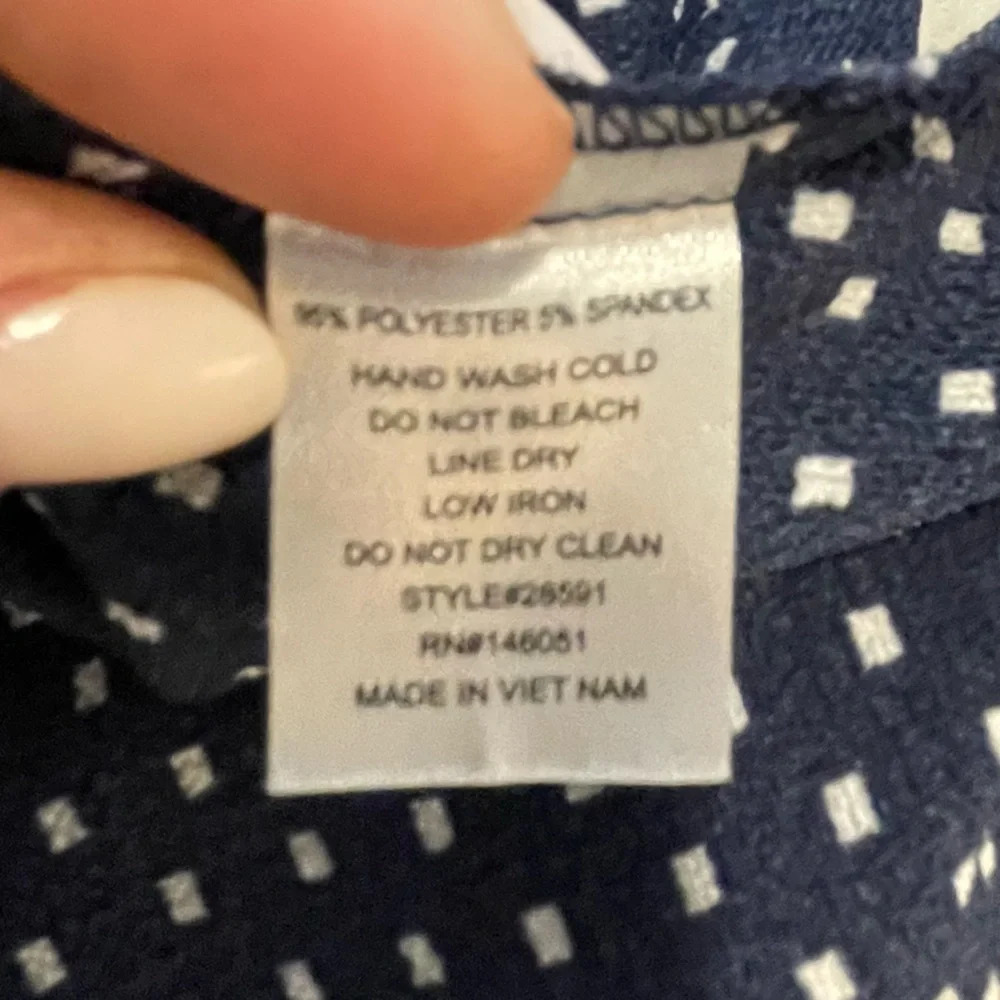 95% POLYESTER 5% SPANDEX
HAND WASH COLD
DO NOT BLEACH
LINE DRY
LOW IRON
DO NOT DRY CLEAN
STYLE#26591
RN#146051
MADE IN VIET NAM